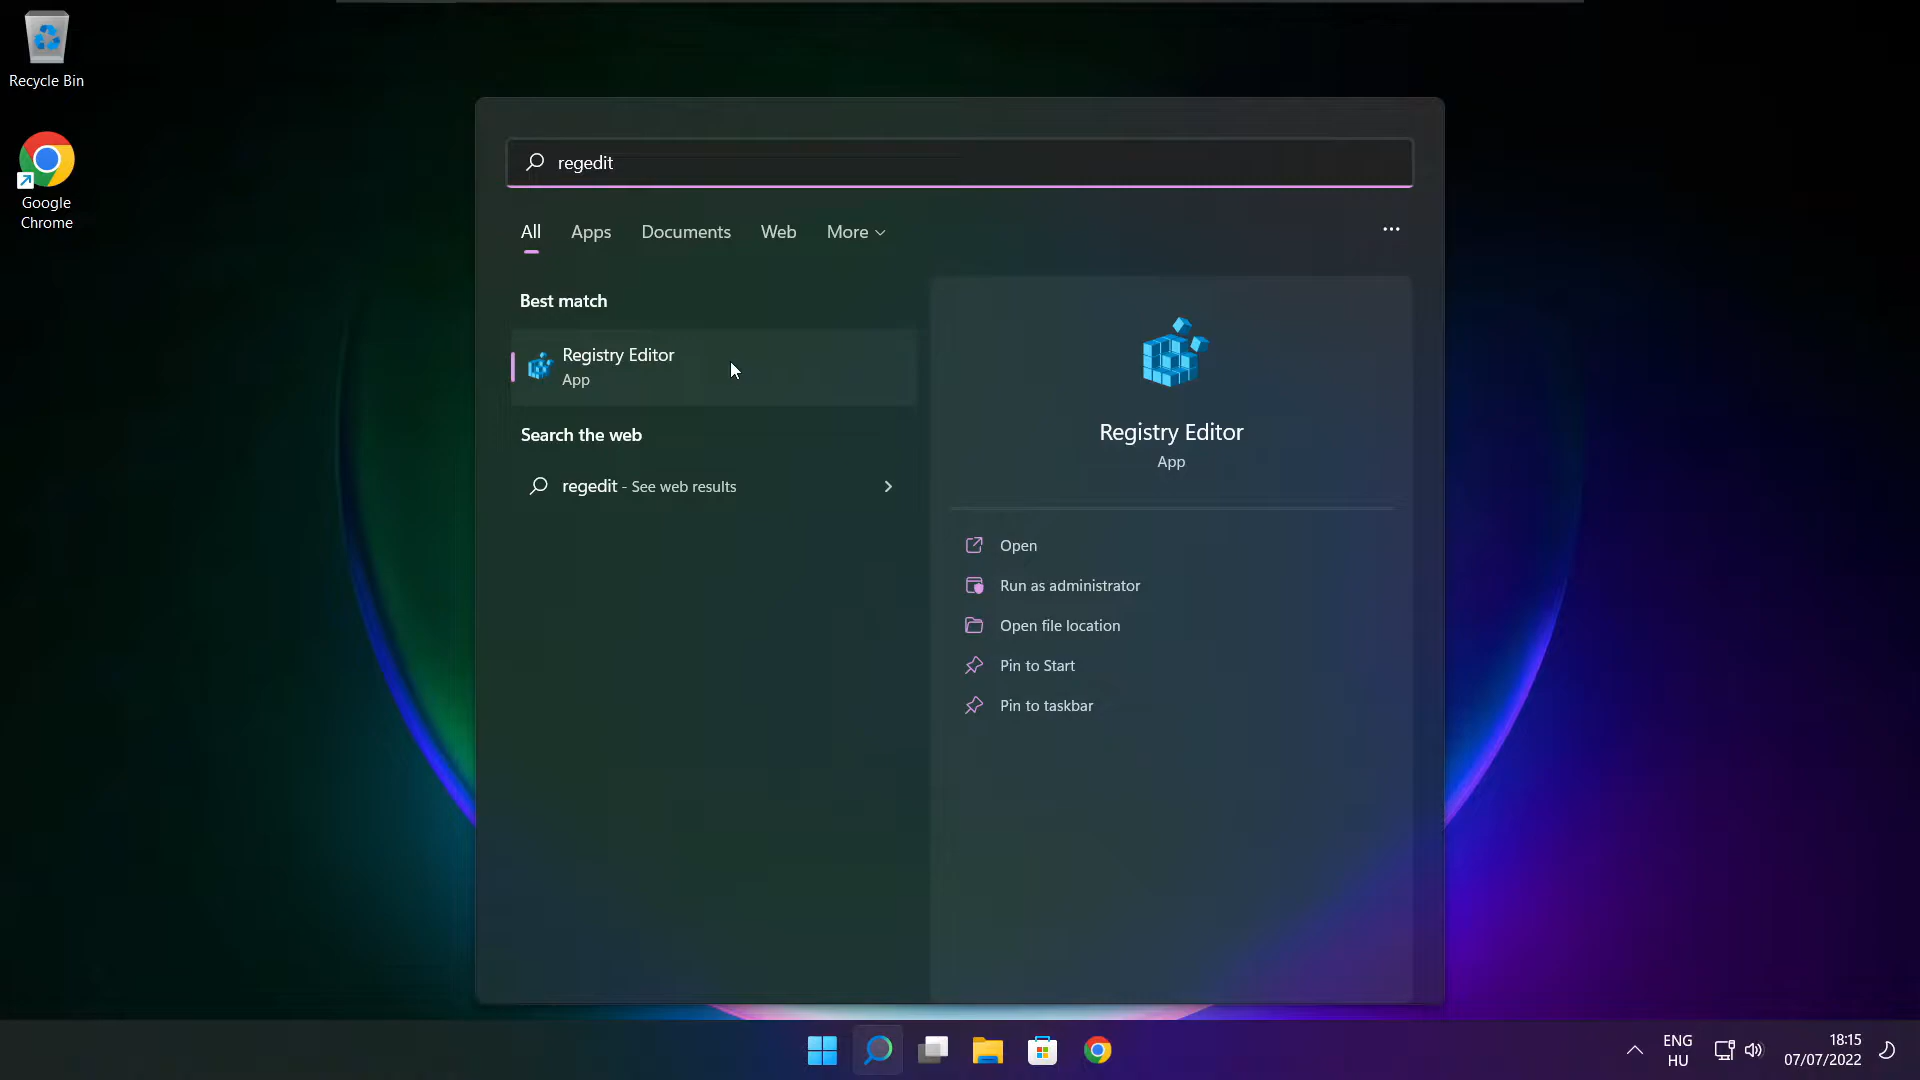 Recycle Bin
Google
Chrome
regedit
All Apps Documents Web More
Best match
Registry Editor
App
Search the web
regedit - See web results
Registry Editor
App
Open
Run as administrator
Open file location
Pin to Start
Pin to taskbar
ENG
HU
18:15
07/07/2022